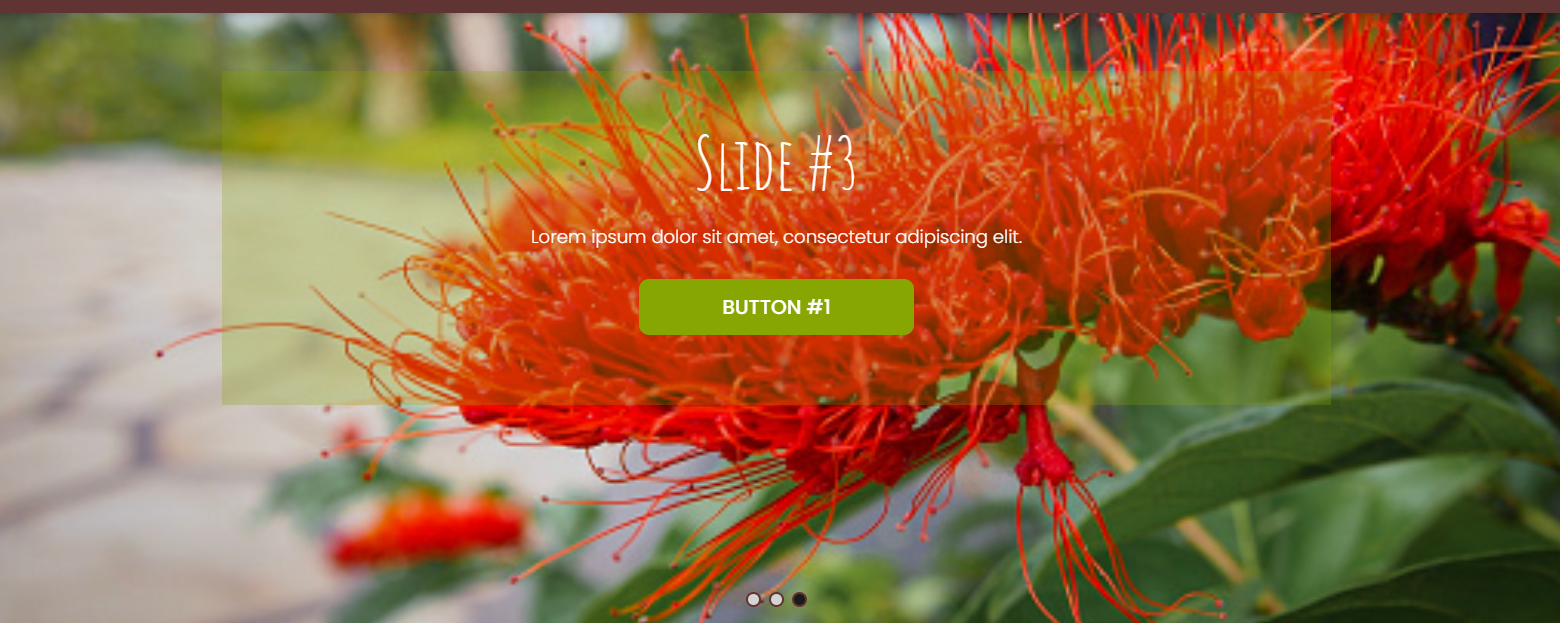 Slide #3
Lorem ipsum dolor sit amet, consectetur adipiscing elit.
BUTTON #1